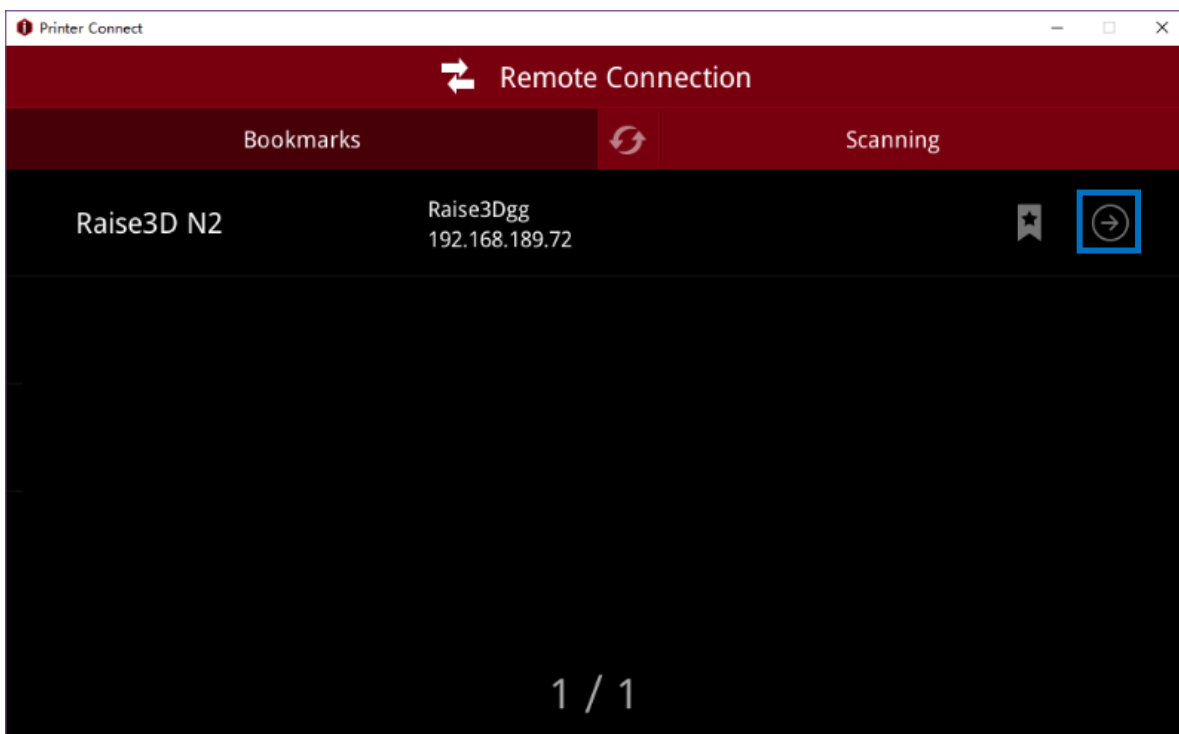 Printer Connect
Remote Connection
Bookmarks
Scanning
Raise3D N2
Raise3Dgg
192.168.189.72
1 / 1